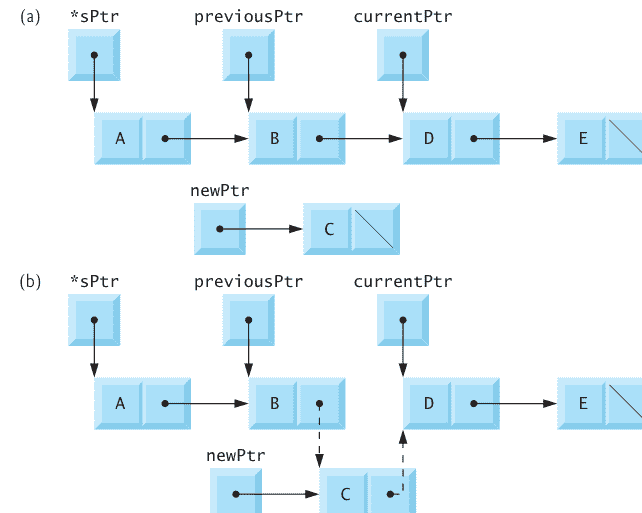 (a) *sPtr previousPtr currentPtr
A B D E
newPtr
C
(b) *sPtr previousPtr currentPtr
A B D E
newPtr
C